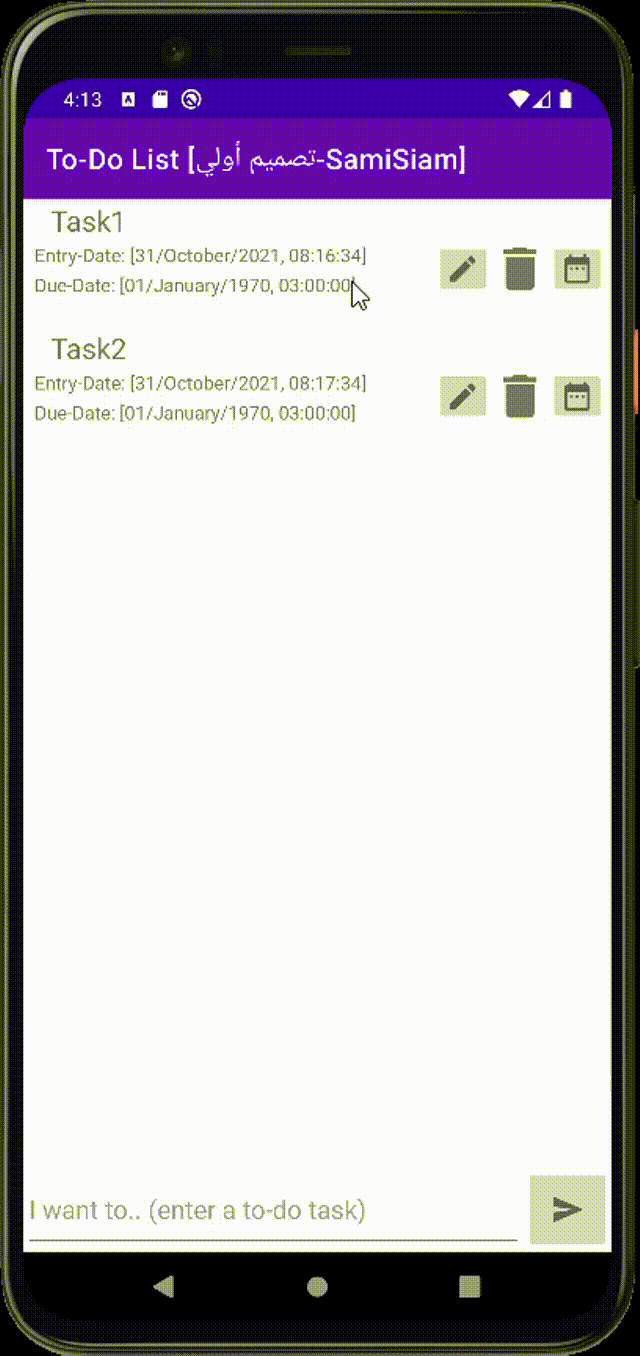 4:13
To-Do List [تصميم أولي-SamiSiam]
Task1
Entry-Date: [31/October/2021, 08:16:34]
Due-Date: [01/January/1970, 03:00:00]
Task2
Entry-Date: [31/October/2021, 08:17:34]
Due-Date: [01/January/1970, 03:00:00]
I want to.. (enter a to-do task)